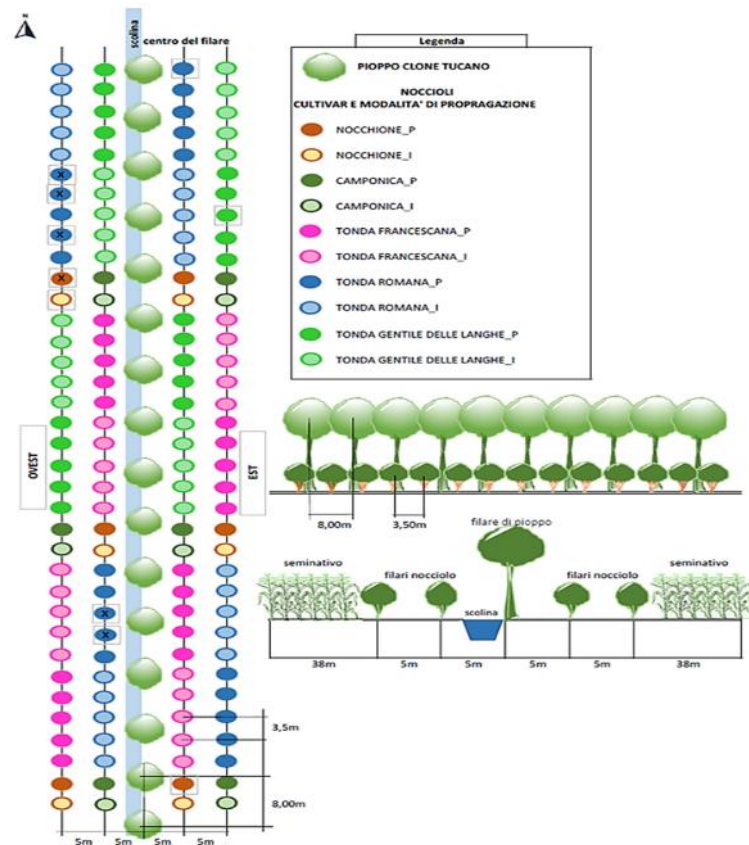 N
scolina
centro del filare
Legenda
PIOPPO CLONE TUCANO
NOCCIOLI
CULTIVAR E MODALITA' DI PROPRAGAZIONE
NOCCHIONE_P
NOCCHIONE_I
CAMPONICA_P
CAMPONICA_I
TONDA FRANCESCANA_P
TONDA FRANCESCANA_I
TONDA ROMANA_P
TONDA ROMANA_I
TONDA GENTILE DELLE LANGHE_P
TONDA GENTILE DELLE LANGHE_I
X
X
X
X
OVEST
EST
8,00m
3,50m
filare di pioppo
seminativo
filari nocciolo
filari nocciolo
seminativo
scolina
38m
5m
5m
5m
5m
38m
X
X
3,5m
8,00m
5m
5m
5m
5m